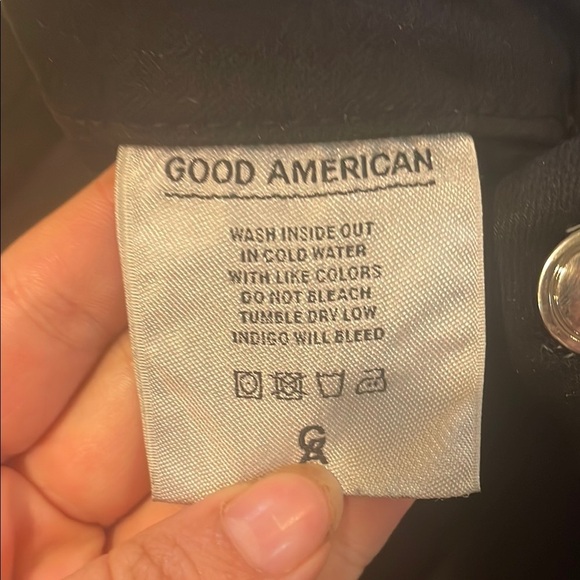 GOOD AMERICAN
WASH INSIDE OUT
IN COLD WATER
WITH LIKE COLORS
DO NOT BLEACH
TUMBLE DRY LOW
INDIGO WILL BLEED
G
A